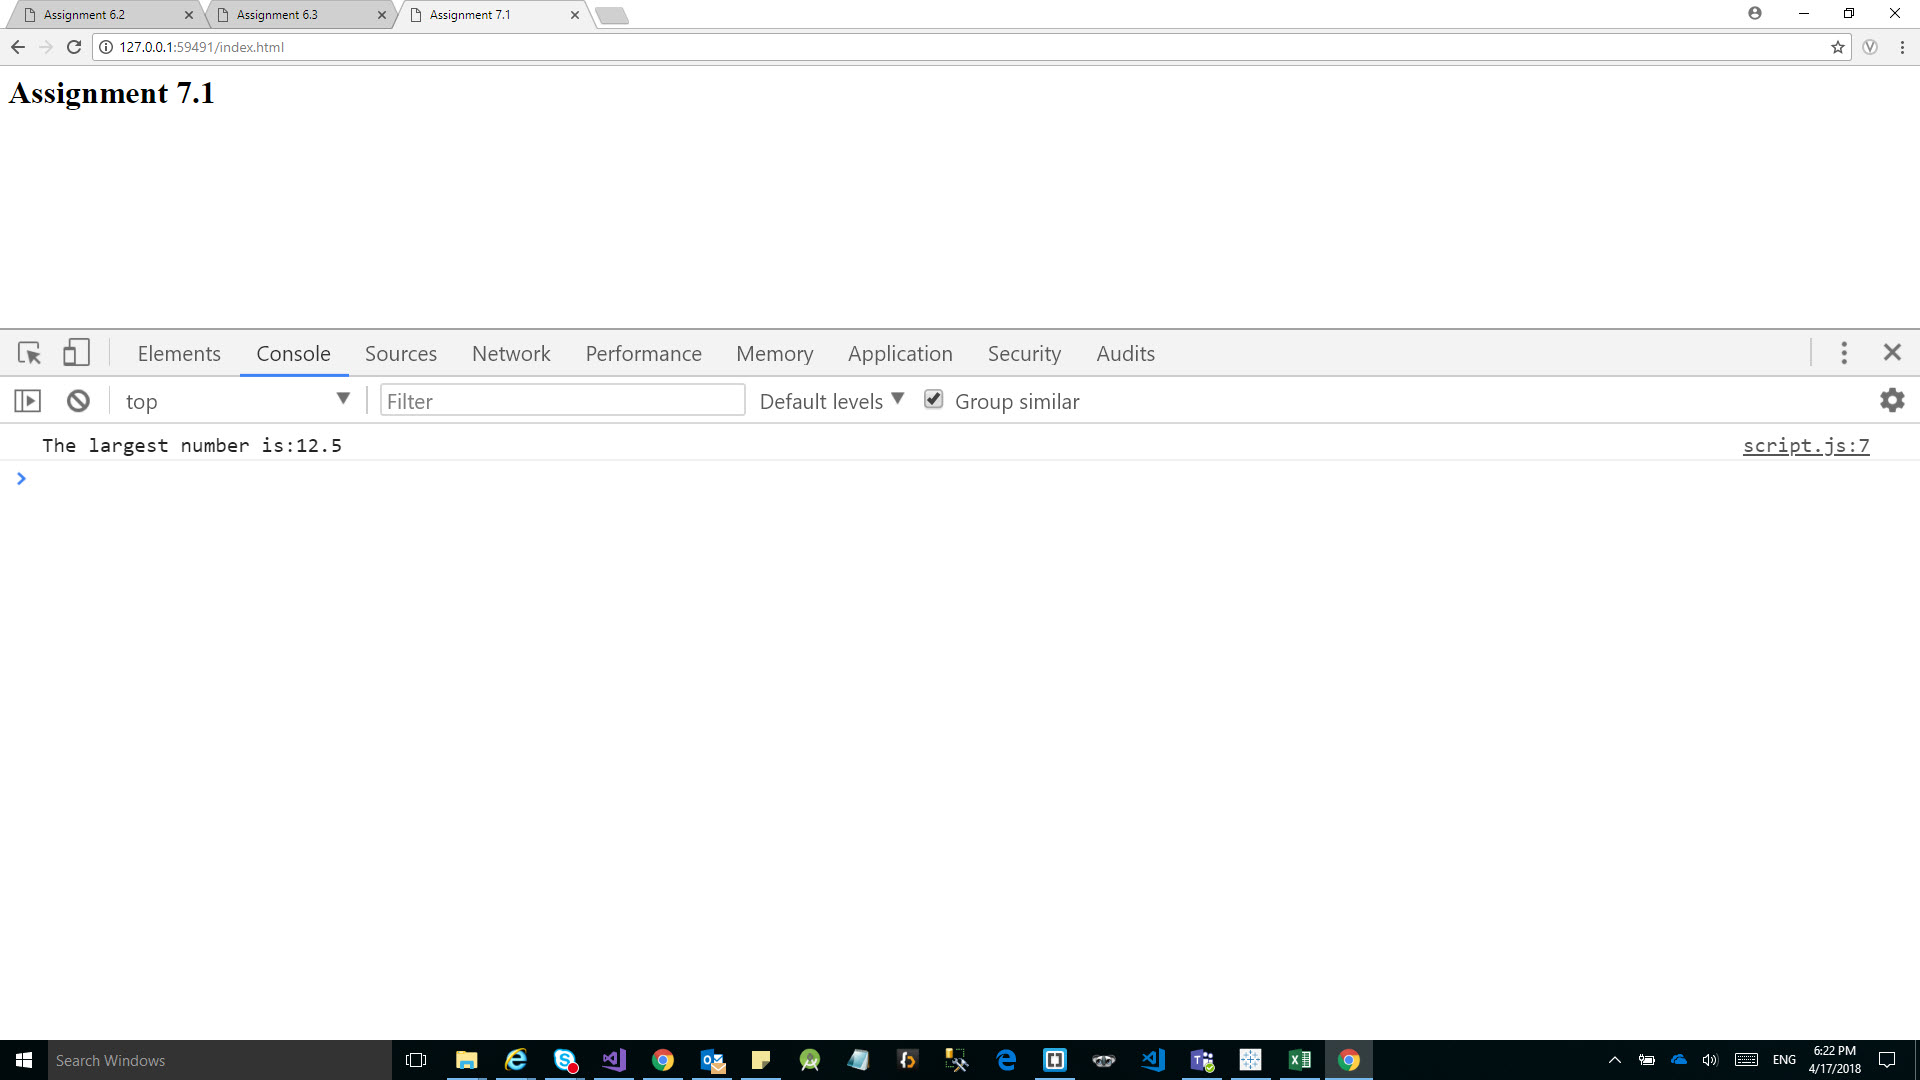 Assignment 6.2
Assignment 6.3
Assignment 7.1
127.0.0.1:59491/index.html
Assignment 7.1
Elements Console Sources Network Performance Memory Application Security Audits
top Filter Default levels Group similar
The largest number is:12.5 script.js:7
Search Windows
ENG
6:22 PM
4/17/2018